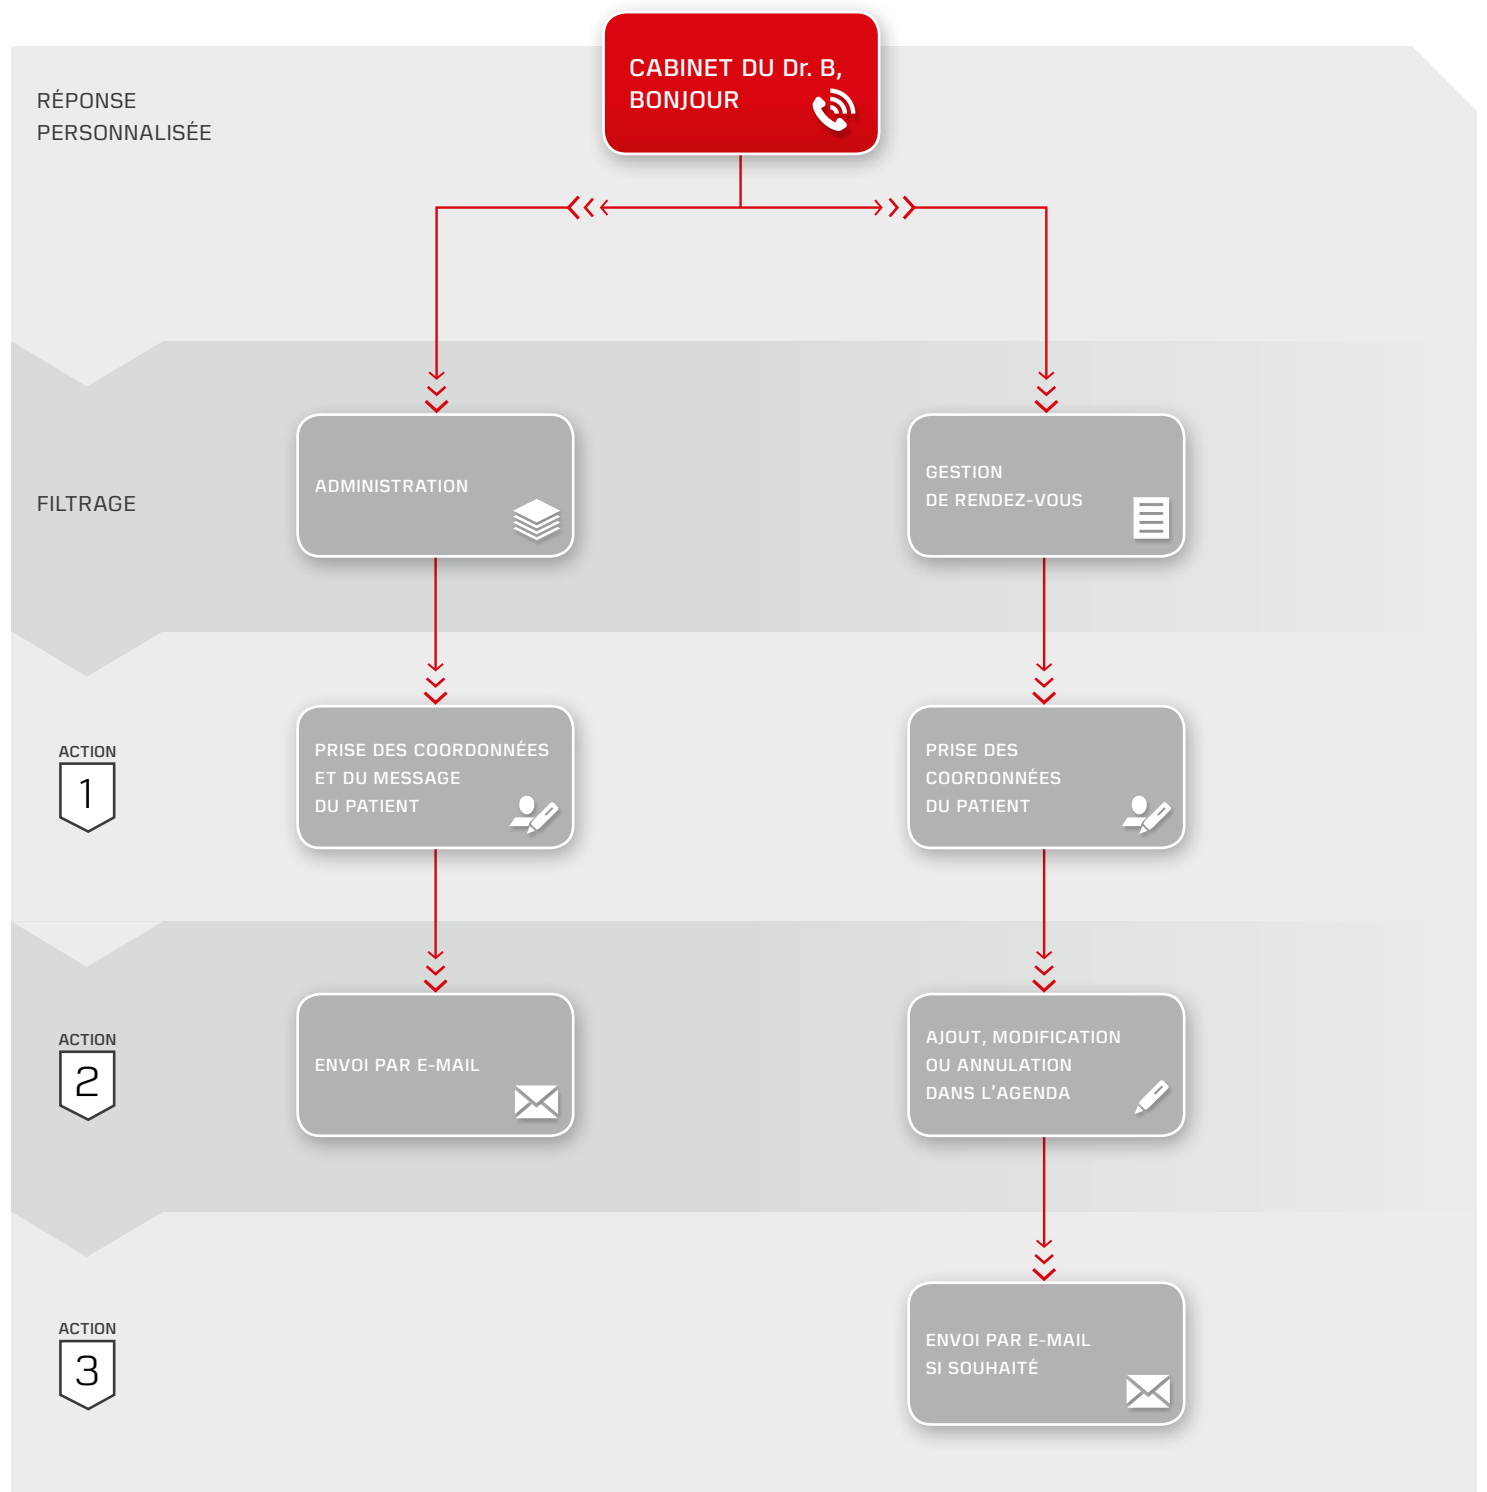 CABINET DU Dr. B,
BONJOUR
RÉPONSE
PERSONNALISÉE
FILTRAGE
ADMINISTRATION
GESTION
DE RENDEZ-VOUS
ACTION
1
PRISE DES COORDONNÉES
ET DU MESSAGE
DU PATIENT
PRISE DES
COORDONNÉES
DU PATIENT
ACTION
2
ENVOI PAR E-MAIL
AJOUT, MODIFICATION
OU ANNULATION
DANS L'AGENDA
ACTION
3
ENVOI PAR E-MAIL
SI SOUHAITÉ